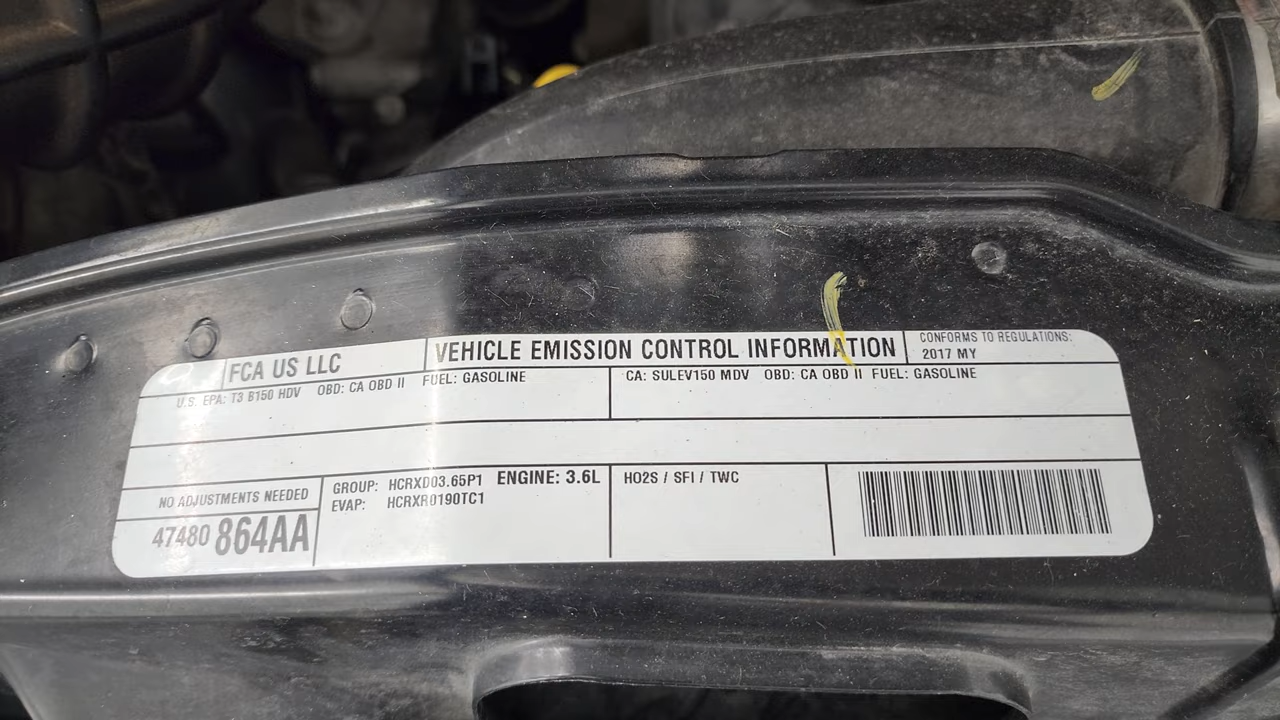 FCA US LLC
VEHICLE EMISSION CONTROL INFORMATION
CONFORMS TO REGULATIONS:
2017 MY
U.S. EPA: T3 B150 HDV OBD: CA OBD II FUEL: GASOLINE
CA: SULEV150 MDV OBD: CA OBD II FUEL: GASOLINE
NO ADJUSTMENTS NEEDED
47480 864AA
GROUP: HCRXD03.65P1 ENGINE: 3.6L
EVAP: HCRXR0190TC1
HO2S / SFI / TWC